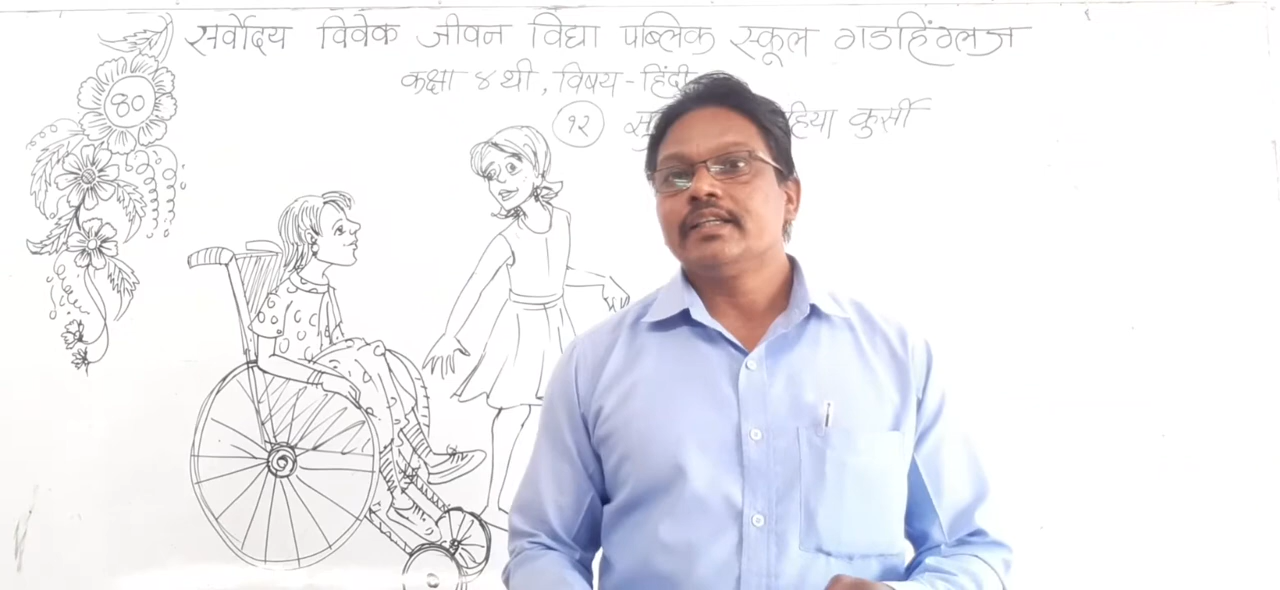 सर्वोदय विवेक जीवन विद्या पब्लिक स्कूल गडहिंग्लज
कक्षा ४ थी, विषय - हिंदी
१२ हिया कुर्सी
80